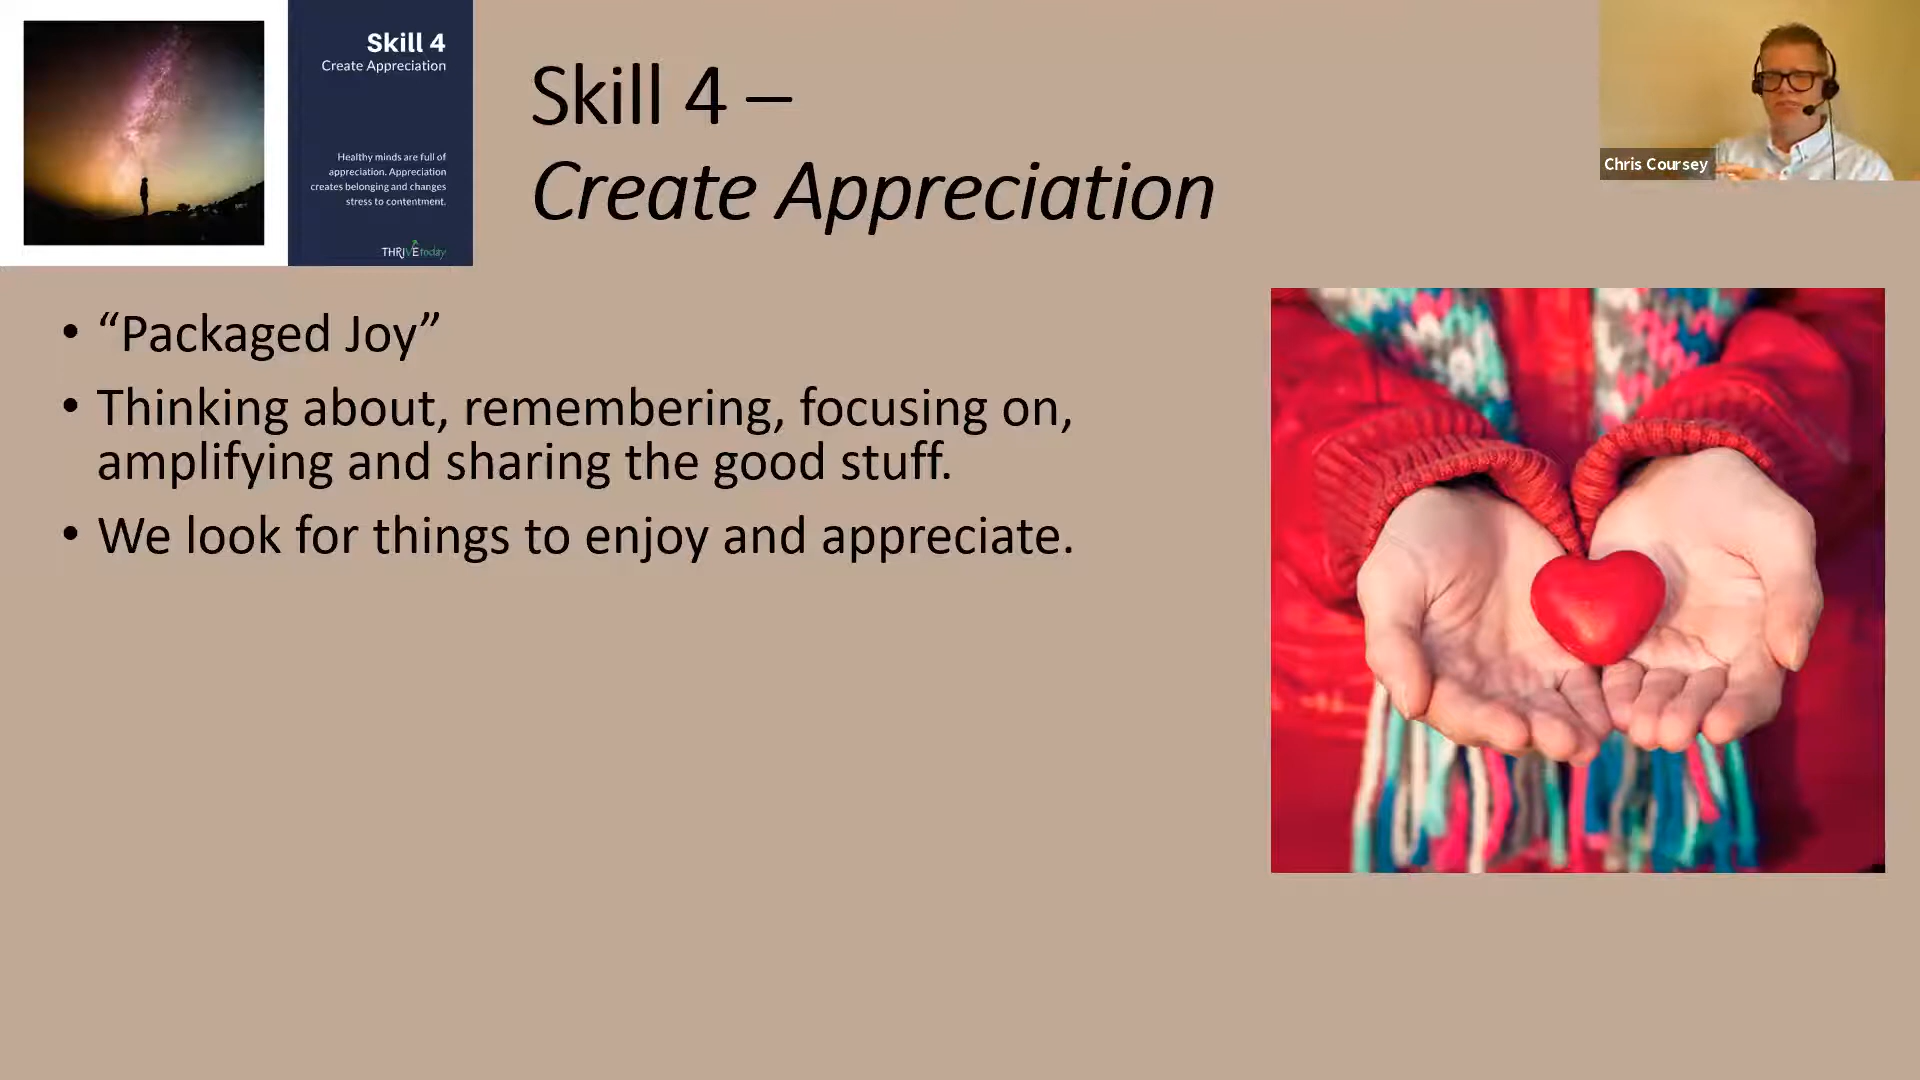 Skill 4
Create Appreciation
Healthy minds are full of
appreciation. Appreciation
creates belonging and changes
stress to contentment.
THRIVEtoday
Skill 4 –
Create Appreciation
Chris Coursey
• “Packaged Joy”
• Thinking about, remembering, focusing on,
amplifying and sharing the good stuff.
• We look for things to enjoy and appreciate.